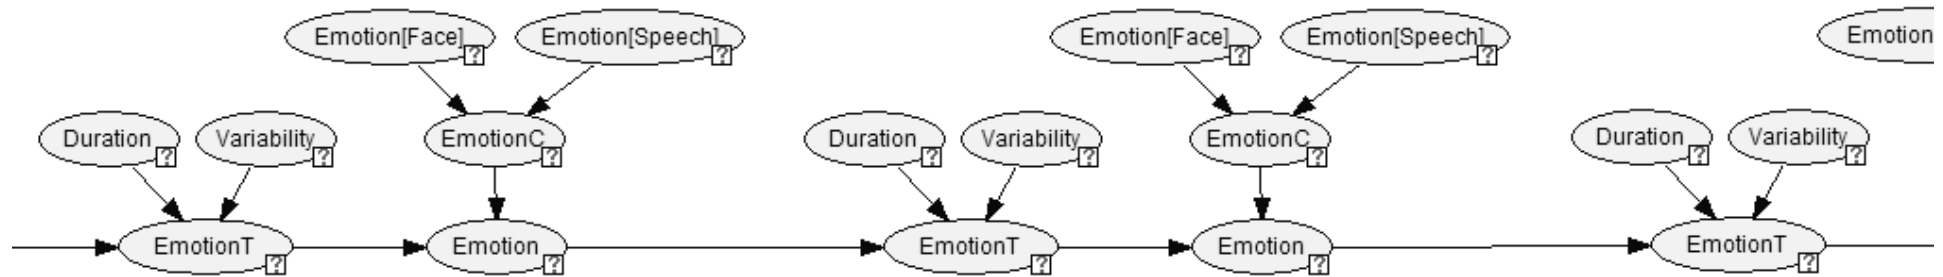 Emotion[Face] ?
Emotion[Speech] ?
Emotion[Face] ?
Emotion[Speech] ?
Emotion
Duration ?
Variability ?
EmotionC ?
Duration ?
Variability ?
EmotionC ?
Duration ?
Variability ?
EmotionT ?
Emotion ?
EmotionT ?
Emotion ?
EmotionT ?